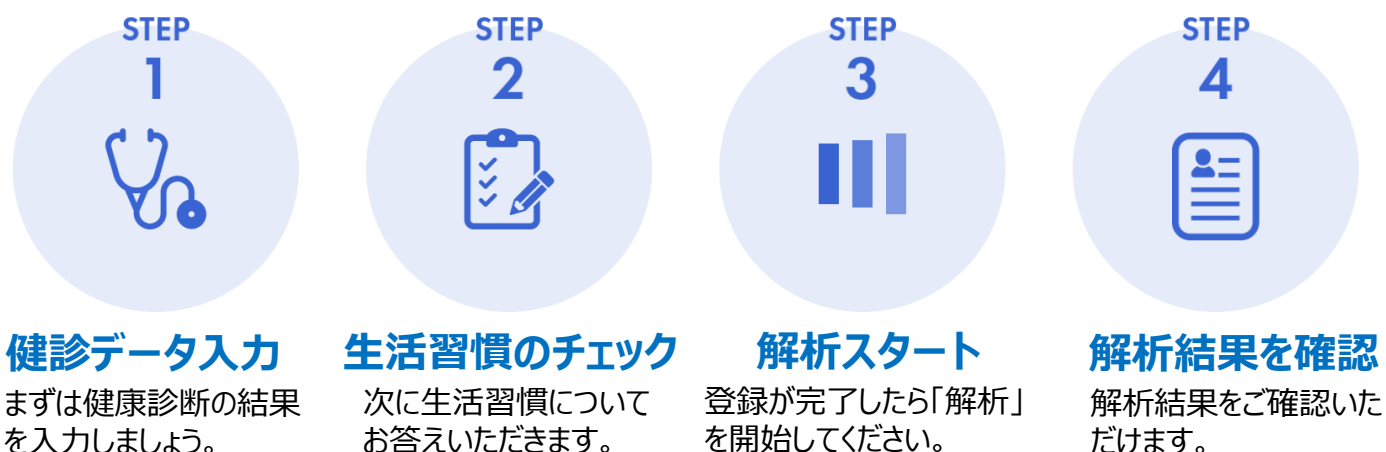 STEP
1
健診データ入力
まずは健康診断の結果
を入力しましょう。
STEP
2
生活習慣のチェック
次に生活習慣について
お答えいただきます。
STEP
3
解析スタート
登録が完了したら「解析」
を開始してください。
STEP
4
解析結果を確認
解析結果をご確認いた
だけます。